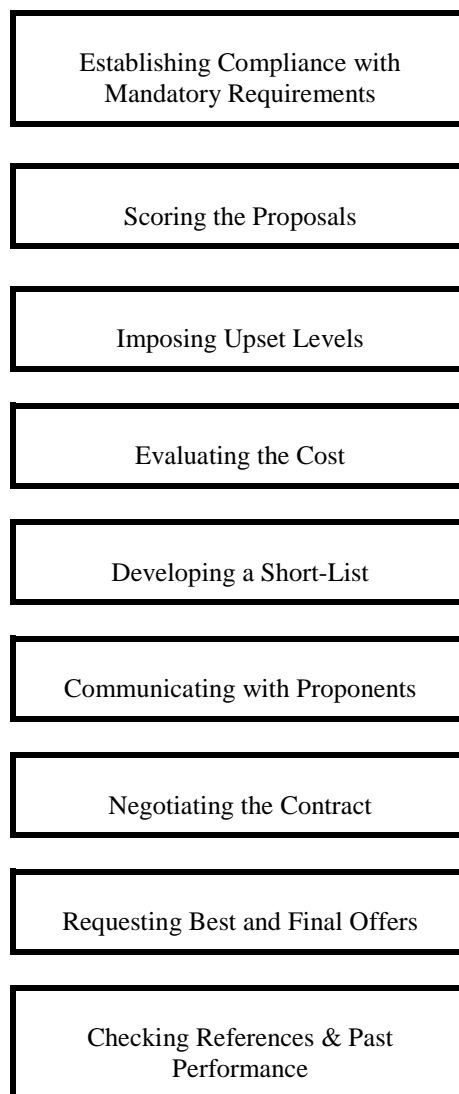 Establishing Compliance with
Mandatory Requirements
Scoring the Proposals
Imposing Upset Levels
Evaluating the Cost
Developing a Short-List
Communicating with Proponents
Negotiating the Contract
Requesting Best and Final Offers
Checking References & Past
Performance